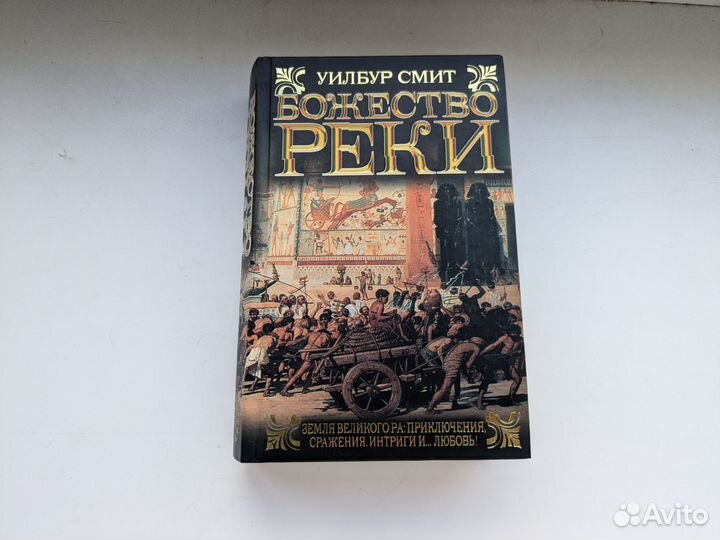 УИЛБУР СМИТ
БОЖЕСТВО
РЕКИ
ЗЕМЛЯ ВЕЛИКОГО РА: ПРИКЛЮЧЕНИЯ,
СРАЖЕНИЯ, ИНТРИГИ И... ЛЮБОВЬ!
Avito